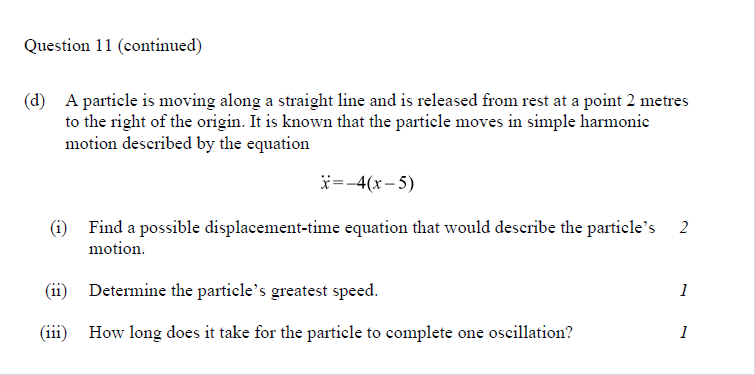 Question 11 (continued)
(d) A particle is moving along a straight line and is released from rest at a point 2 metres
to the right of the origin. It is known that the particle moves in simple harmonic
motion described by the equation
ẍ=−4(x−5)
(i) Find a possible displacement-time equation that would describe the particle's 2
motion.
(ii) Determine the particle's greatest speed. 1
(iii) How long does it take for the particle to complete one oscillation? 1